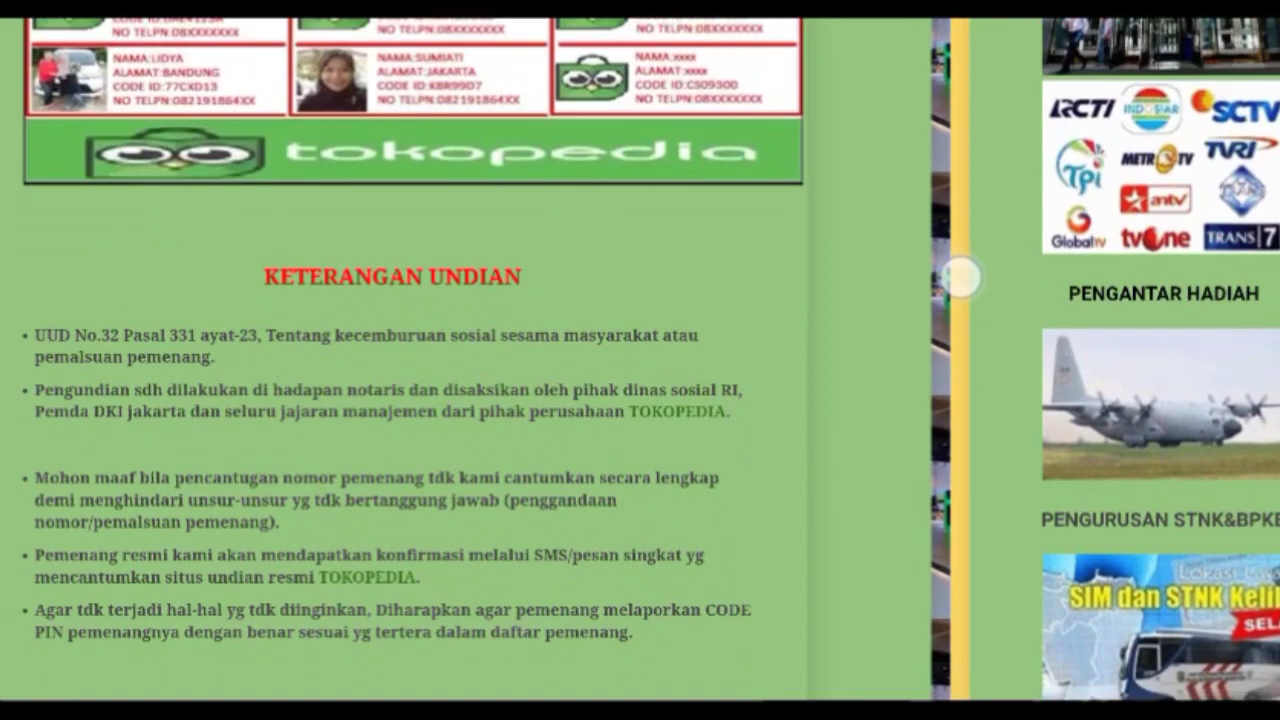 NO TELPN:08XXXXXXX
NO TELPN:08XXXXXXX
NO TELPN:08XXXXXXX
NAMA:LIDYA
ALAMAT:BANDUNG
CODE ID:77CXD13
NO TELPN:082191864XX
NAMA:SUMIATI
ALAMAT:JAKARTA
CODE ID:KBR99D7
NO TELPN:082191864XX
NAMA:xxxx
ALAMAT:xxxx
CODE ID:CS09300
NO TELPN:08XXXXXXX
tokopedia
KETERANGAN UNDIAN
• UUD No.32 Pasal 331 ayat-23, Tentang kecemburuan sosial sesama masyarakat atau
pemalsuan pemenang.
• Pengundian sdh dilakukan di hadapan notaris dan disaksikan oleh pihak dinas sosial RI,
Pemda DKI jakarta dan seluru jajaran manajemen dari pihak perusahaan TOKOPEDIA.
• Mohon maaf bila pencantugan nomor pemenang tdk kami cantumkan secara lengkap
demi menghindari unsur-unsur yg tdk bertanggung jawab (penggandaan
nomor/pemalsuan pemenang).
• Pemenang resmi kami akan mendapatkan konfirmasi melalui SMS/pesan singkat yg
mencantumkan situs undian resmi TOKOPEDIA.
• Agar tdk terjadi hal-hal yg tdk diinginkan, Diharapkan agar pemenang melaporkan CODE
PIN pemenangnya dengan benar sesuai yg tertera dalam daftar pemenang.
RCTI INDOSIAR SCTV
TPI METRO TV TVRI
antv
Global tv tvOne TRANS 7
PENGANTAR HADIAH
PENGURUSAN STNK&BPKB
SIM dan STNK Kelil
SELA